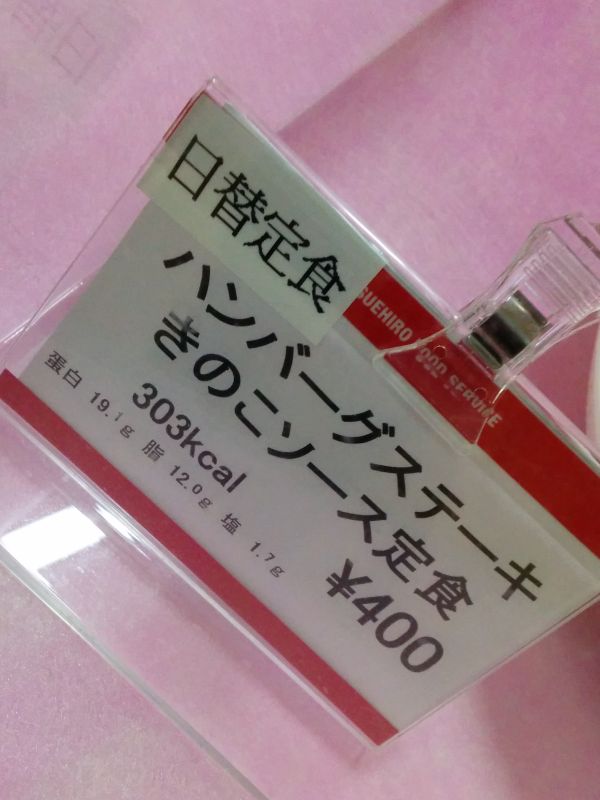 日替定食
SUEHIRO FOOD SERVICE
ハンバーグステーキ
きのこソース定食
303kcal
¥400
蛋白 19.1g 脂 12.0g 塩 1.7g